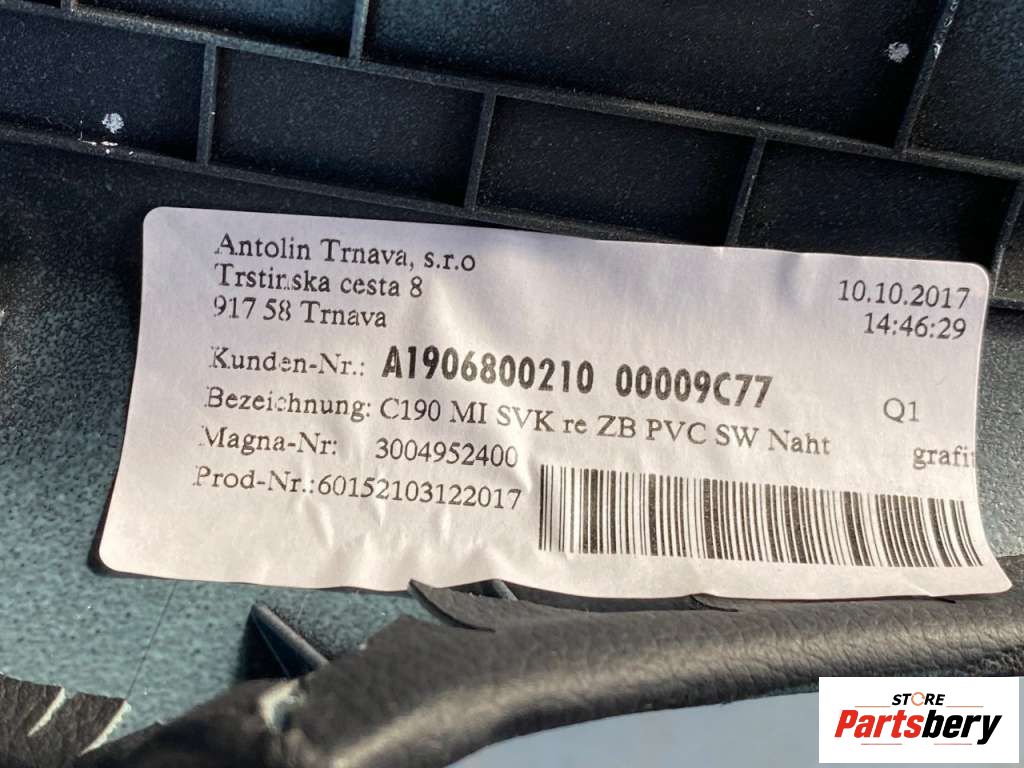 Antolin Trnava, s.r.o
Trstinska cesta 8
917 58 Trnava
10.10.2017
14:46:29
Kunden-Nr.: A1906800210 00009C77
Q1
Bezeichnung: C190 MI SVK re ZB PVC SW Naht
grafit
Magna-Nr: 3004952400
Prod-Nr.:60152103122017
STORE
Partsbery